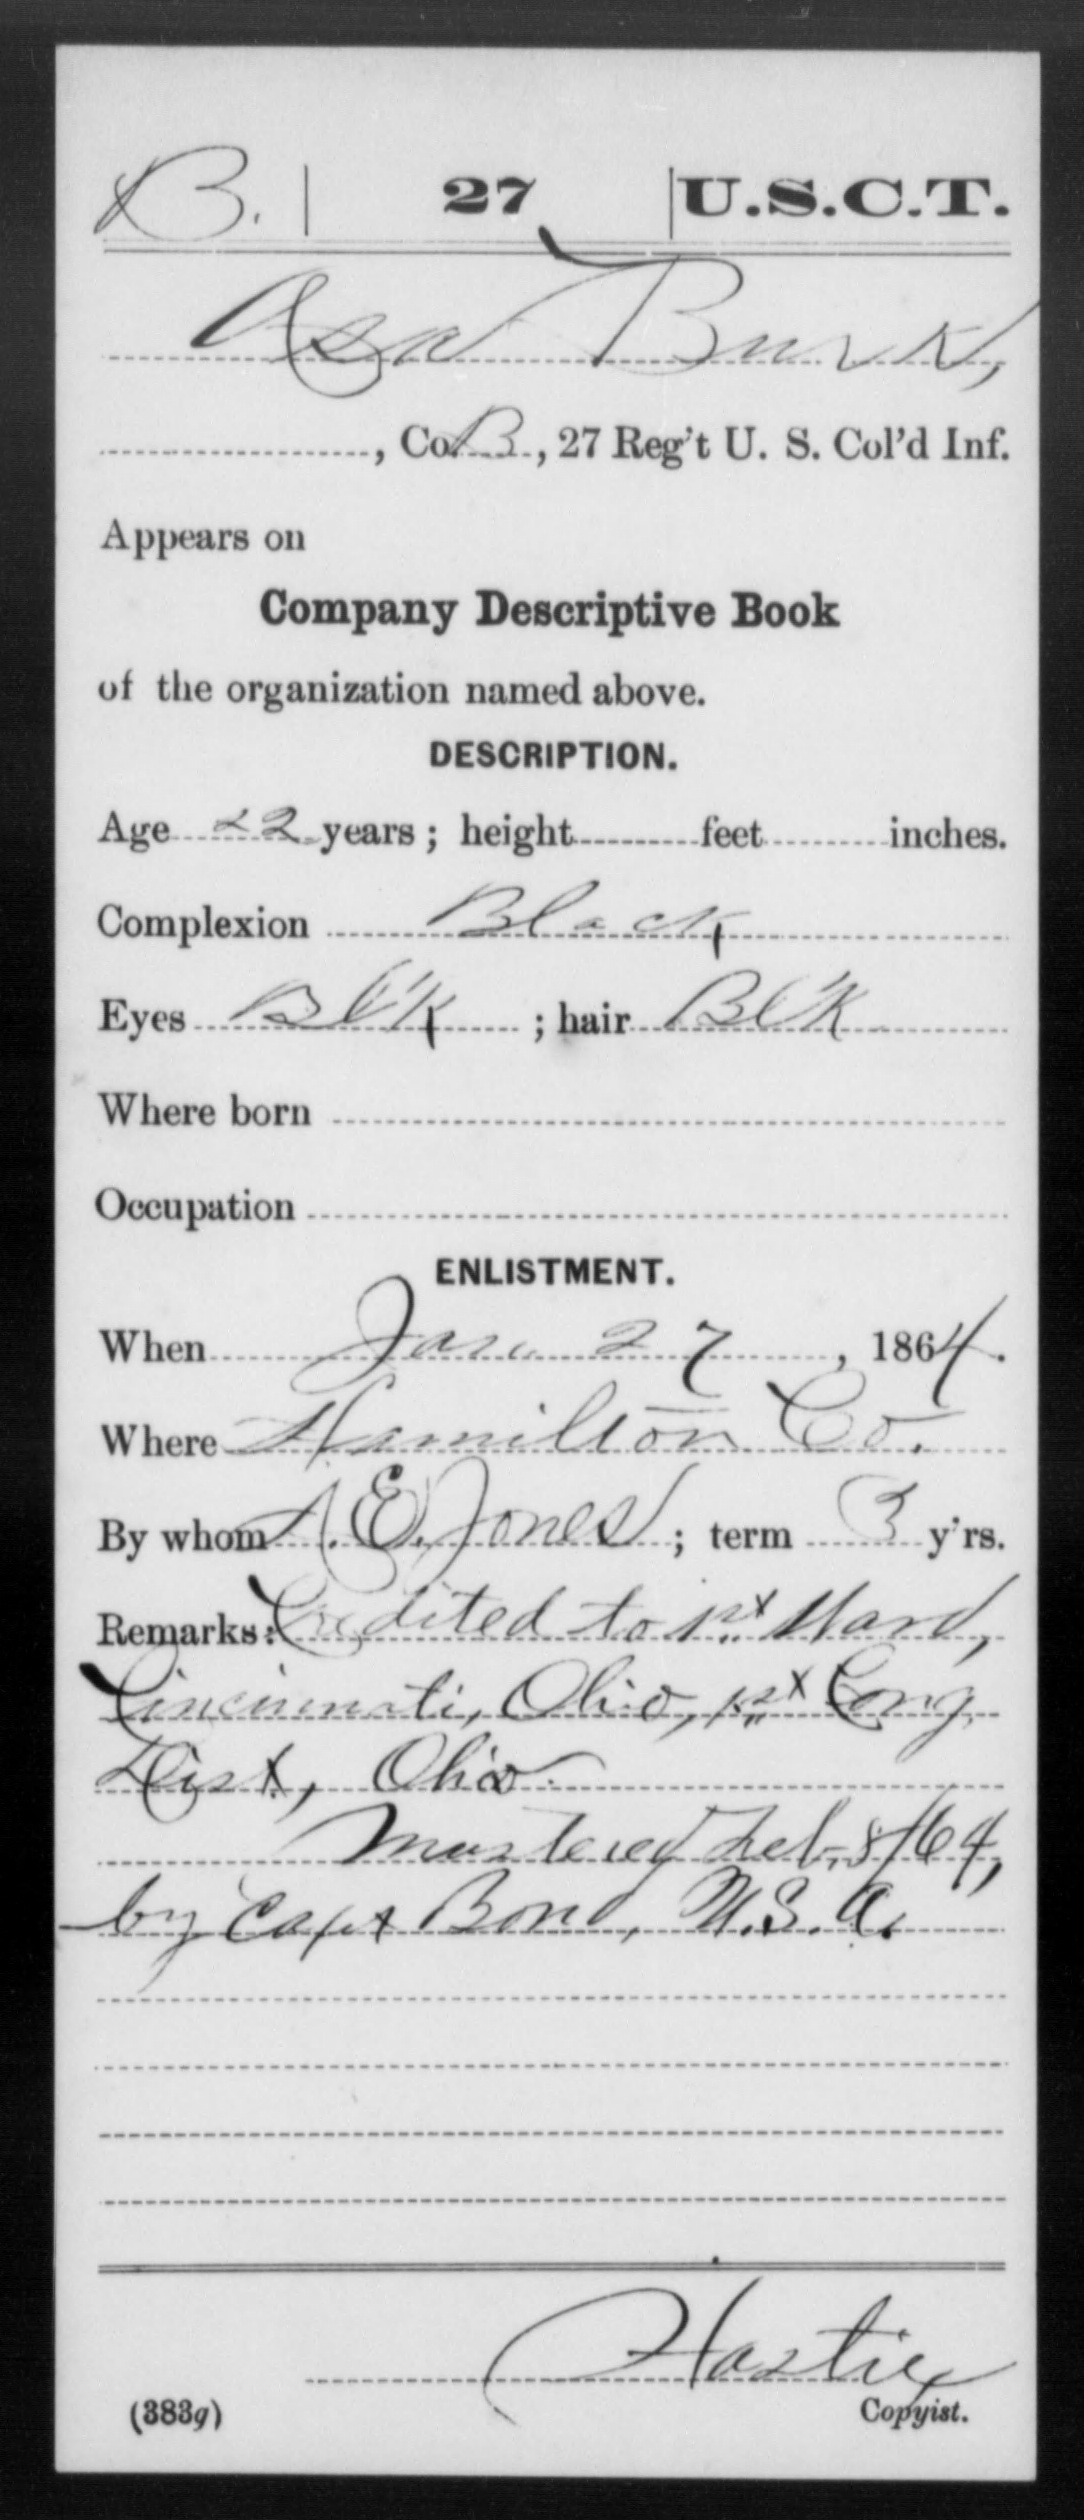 B. | 27 | U.S.C.T.
Asa Burk,
, Co. B., 27 Reg't U. S. Col'd Inf.
Appears on
Company Descriptive Book
of the organization named above.
DESCRIPTION.
Age 22 years; height feet inches.
Complexion Black
Eyes Bl'k ; hair Bl'k
Where born
Occupation
ENLISTMENT.
When Jan. 27, 1864.
Where Hamilton Co.
By whom A. E. Jones; term 3 y'rs.
Remarks: Credited to 1st Ward,
Cincinnati, Ohio, 1st Cong.
Dist, Ohio.
Mustered Feb. 8/64,
by Capt Bond, U.S.A.
Hastie
(383g) Copyist.